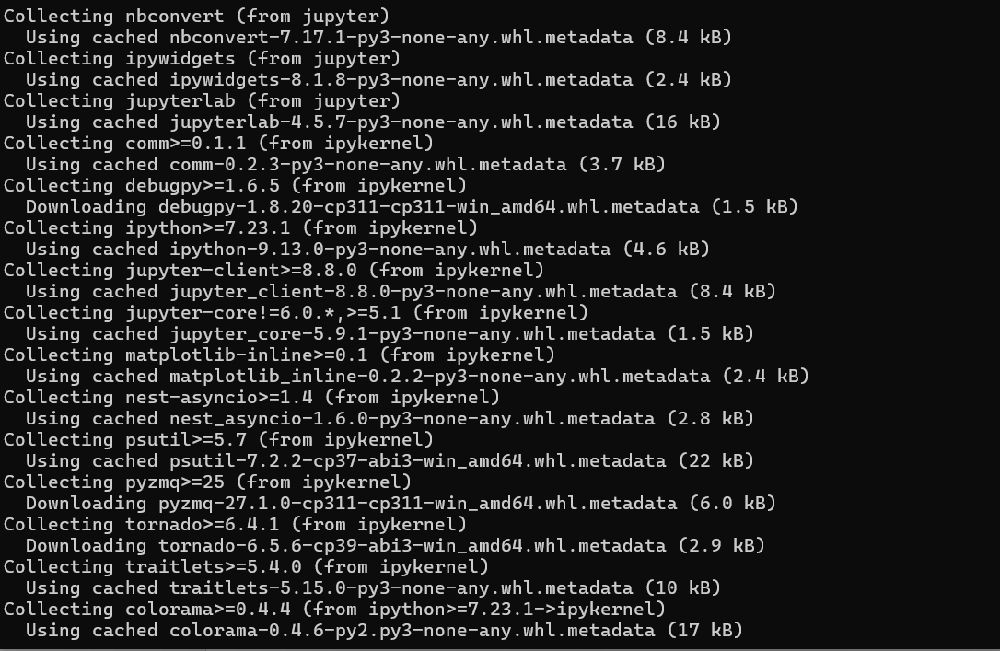 Collecting nbconvert (from jupyter)
  Using cached nbconvert-7.17.1-py3-none-any.whl.metadata (8.4 kB)
Collecting ipywidgets (from jupyter)
  Using cached ipywidgets-8.1.8-py3-none-any.whl.metadata (2.4 kB)
Collecting jupyterlab (from jupyter)
  Using cached jupyterlab-4.5.7-py3-none-any.whl.metadata (16 kB)
Collecting comm>=0.1.1 (from ipykernel)
  Using cached comm-0.2.3-py3-none-any.whl.metadata (3.7 kB)
Collecting debugpy>=1.6.5 (from ipykernel)
  Downloading debugpy-1.8.20-cp311-cp311-win_amd64.whl.metadata (1.5 kB)
Collecting ipython>=7.23.1 (from ipykernel)
  Using cached ipython-9.13.0-py3-none-any.whl.metadata (4.6 kB)
Collecting jupyter-client>=8.8.0 (from ipykernel)
  Using cached jupyter_client-8.8.0-py3-none-any.whl.metadata (8.4 kB)
Collecting jupyter-core!=6.0.*,>=5.1 (from ipykernel)
  Using cached jupyter_core-5.9.1-py3-none-any.whl.metadata (1.5 kB)
Collecting matplotlib-inline>=0.1 (from ipykernel)
  Using cached matplotlib_inline-0.2.2-py3-none-any.whl.metadata (2.4 kB)
Collecting nest-asyncio>=1.4 (from ipykernel)
  Using cached nest_asyncio-1.6.0-py3-none-any.whl.metadata (2.8 kB)
Collecting psutil>=5.7 (from ipykernel)
  Using cached psutil-7.2.2-cp37-abi3-win_amd64.whl.metadata (22 kB)
Collecting pyzmq>=25 (from ipykernel)
  Downloading pyzmq-27.1.0-cp311-cp311-win_amd64.whl.metadata (6.0 kB)
Collecting tornado>=6.4.1 (from ipykernel)
  Downloading tornado-6.5.6-cp39-abi3-win_amd64.whl.metadata (2.9 kB)
Collecting traitlets>=5.4.0 (from ipykernel)
  Using cached traitlets-5.15.0-py3-none-any.whl.metadata (10 kB)
Collecting colorama>=0.4.4 (from ipython>=7.23.1->ipykernel)
  Using cached colorama-0.4.6-py2.py3-none-any.whl.metadata (17 kB)